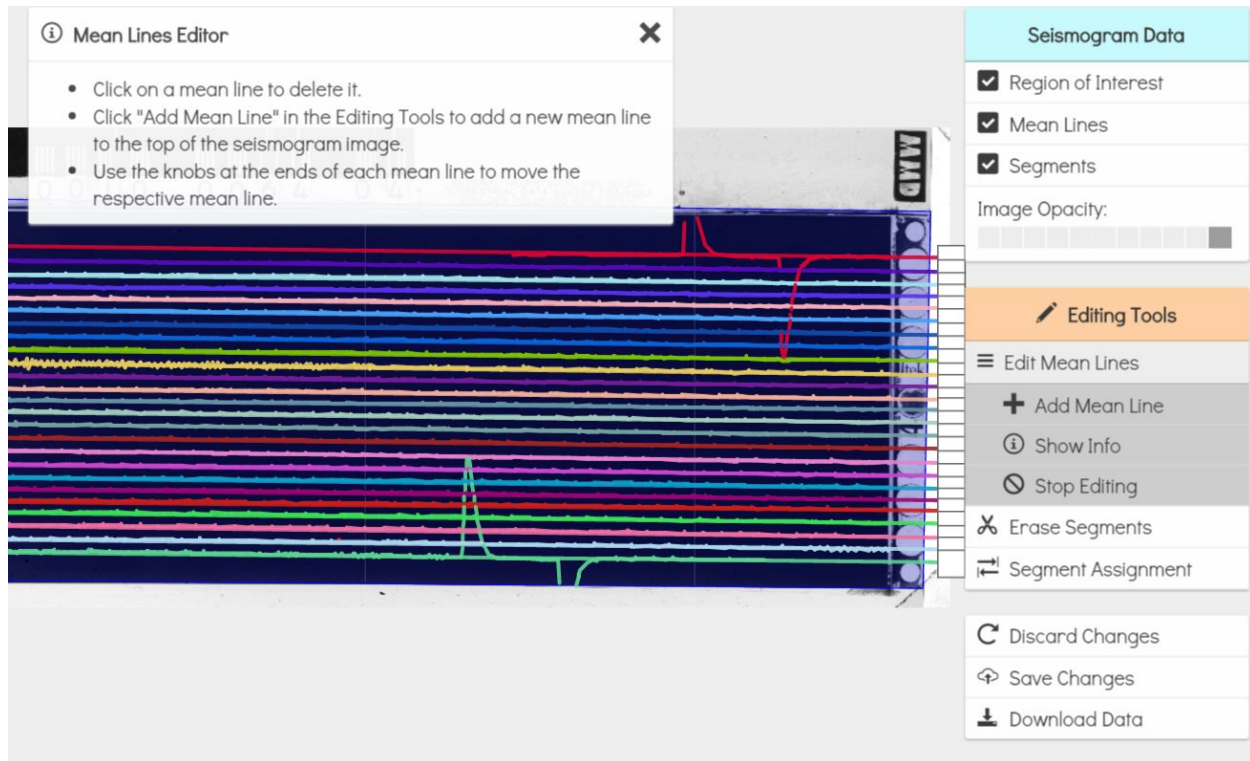 Mean Lines Editor
Click on a mean line to delete it.
Click "Add Mean Line" in the Editing Tools to add a new mean line
to the top of the seismogram image.
Use the knobs at the ends of each mean line to move the
respective mean line.
Seismogram Data
Region of Interest
Mean Lines
Segments
Image Opacity:
Editing Tools
Edit Mean Lines
Add Mean Line
Show Info
Stop Editing
Erase Segments
Segment Assignment
Discard Changes
Save Changes
Download Data